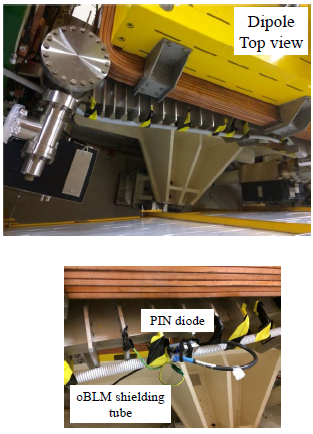 Dipole
Top view
PIN diode
oBLM shielding
tube